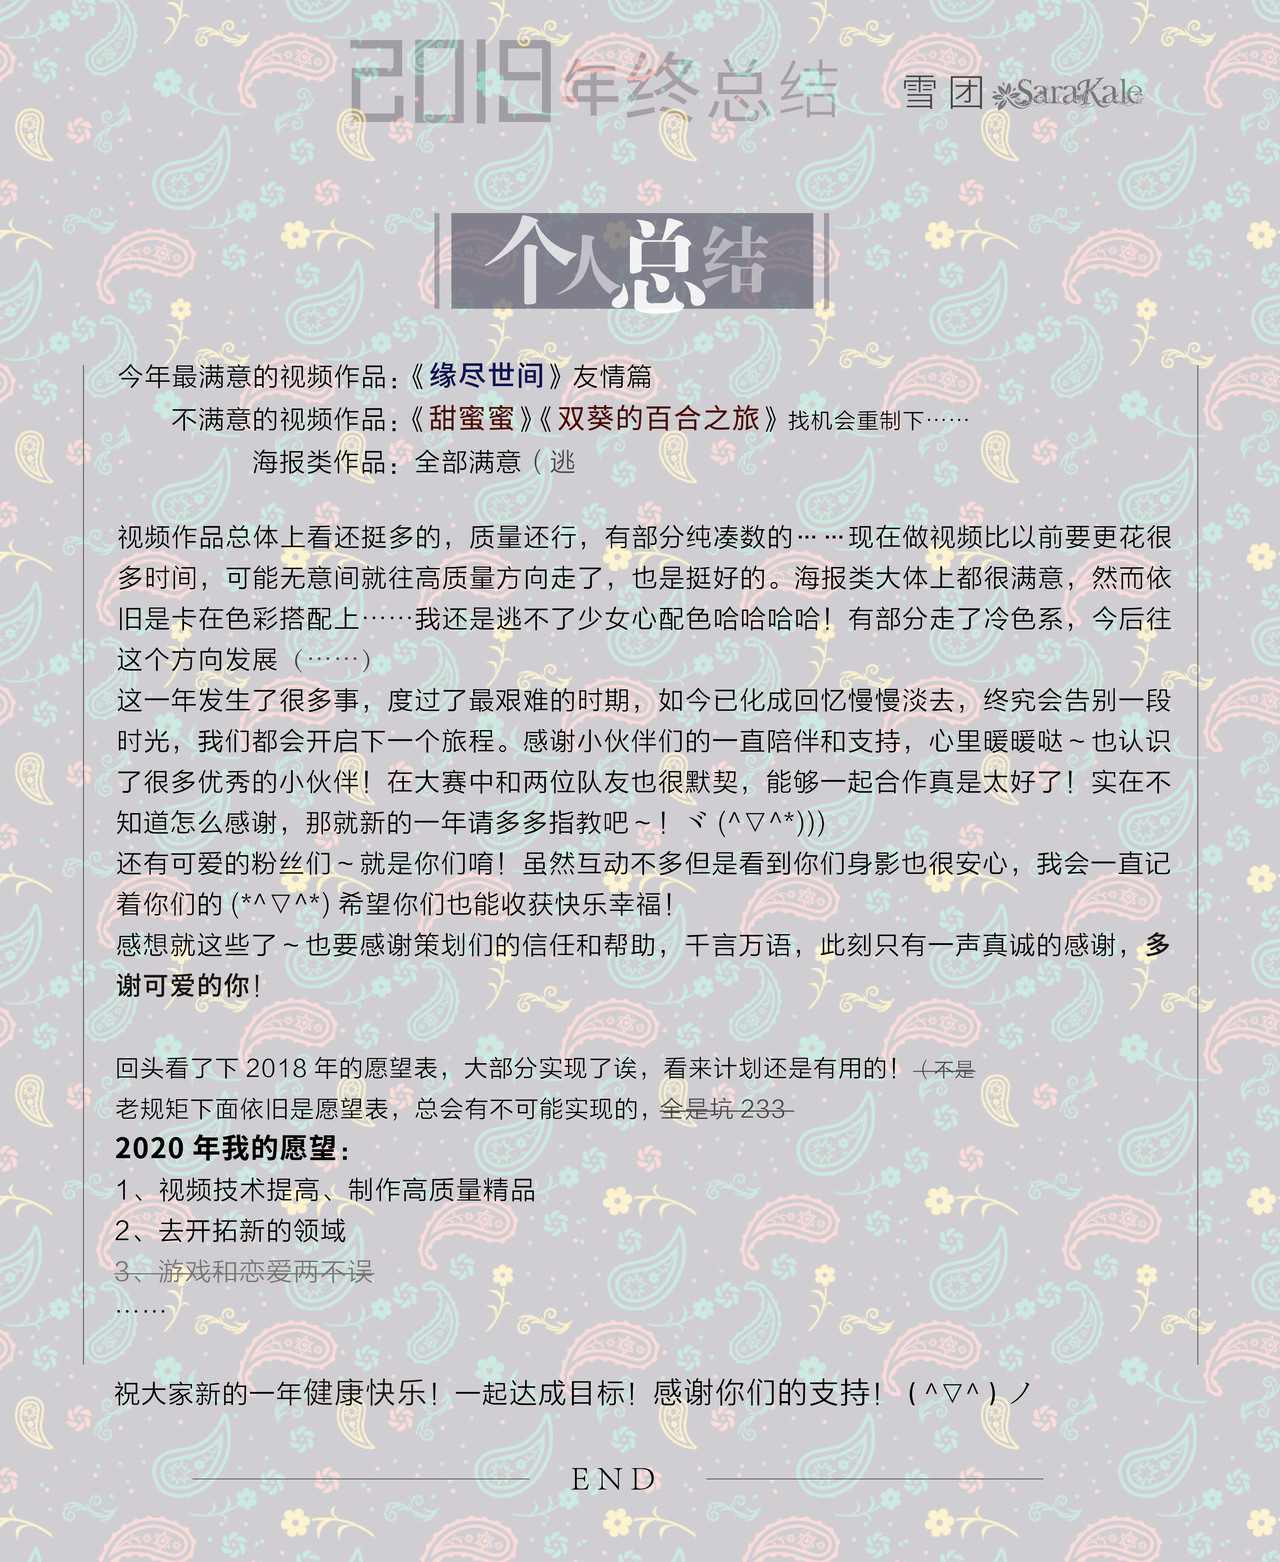 2019年终总结 雪团 SaraKale
个人总结
今年最满意的视频作品：《缘尽世间》友情篇
不满意的视频作品：《甜蜜蜜》《双葵的百合之旅》找机会重制下……
海报类作品：全部满意（逃
视频作品总体上看还挺多的，质量还行，有部分纯凑数的……现在做视频比以前要更花很
多时间，可能无意间就往高质量方向走了，也是挺好的。海报类大体上都很满意，然而依
旧是卡在色彩搭配上……我还是逃不了少女心配色哈哈哈哈！有部分走了冷色系，今后往
这个方向发展（……）
这一年发生了很多事，度过了最艰难的时期，如今已化成回忆慢慢淡去，终究会告别一段
时光，我们都会开启下一个旅程。感谢小伙伴们的一直陪伴和支持，心里暖暖哒～也认识
了很多优秀的小伙伴！在大赛中和两位队友也很默契，能够一起合作真是太好了！实在不
知道怎么感谢，那就新的一年请多多指教吧～！ヾ(^▽^*)))
还有可爱的粉丝们～就是你们唷！虽然互动不多但是看到你们身影也很安心，我会一直记
着你们的 (*^▽^*) 希望你们也能收获快乐幸福！
感想就这些了～也要感谢策划们的信任和帮助，千言万语，此刻只有一声真诚的感谢，多
谢可爱的你！
回头看了下 2018 年的愿望表，大部分实现了诶，看来计划还是有用的！（不是
老规矩下面依旧是愿望表，总会有不可能实现的，全是坑 233
2020 年我的愿望：
1、视频技术提高、制作高质量精品
2、去开拓新的领域
3、游戏和恋爱两不误
……
祝大家新的一年健康快乐！一起达成目标！感谢你们的支持！( ^▽^ ) ノ
END